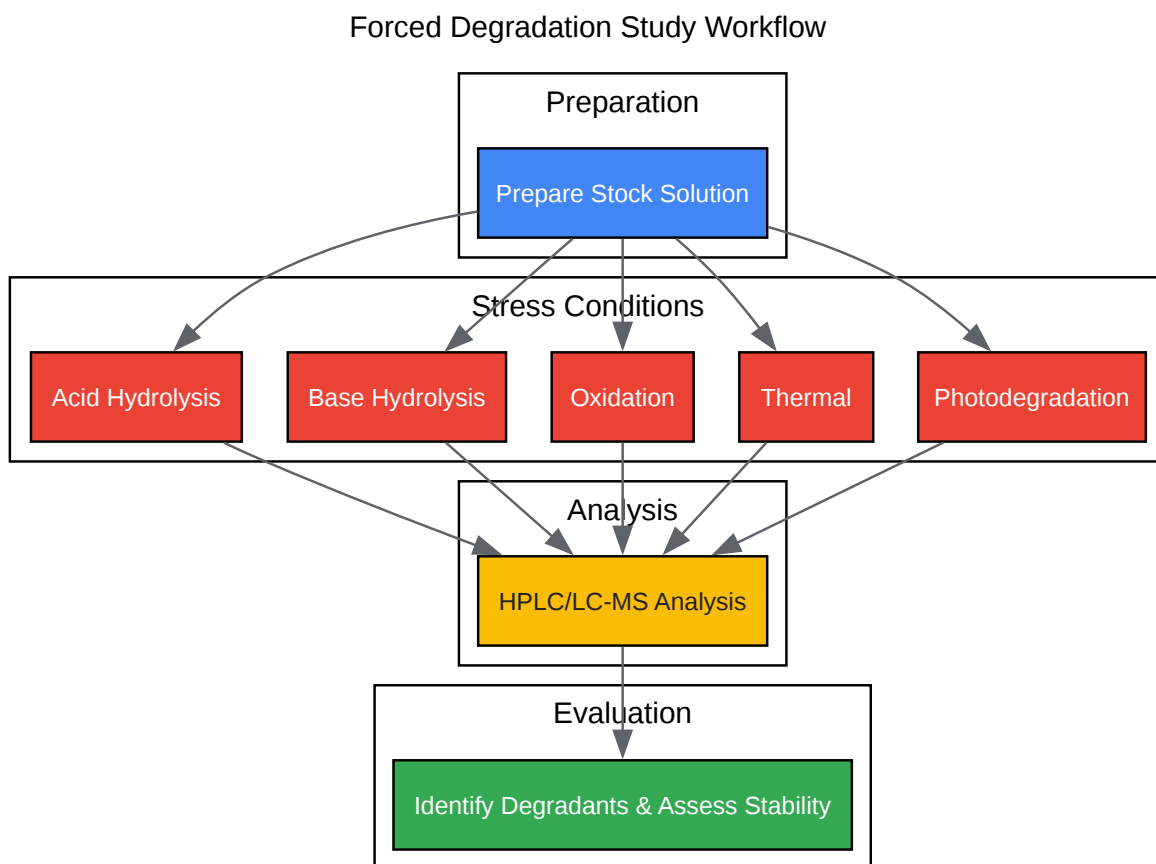 Forced Degradation Study Workflow
Preparation
Prepare Stock Solution
Stress Conditions
Acid Hydrolysis
Base Hydrolysis
Oxidation
Thermal
Photodegradation
Analysis
HPLC/LC-MS Analysis
Evaluation
Identify Degradants & Assess Stability